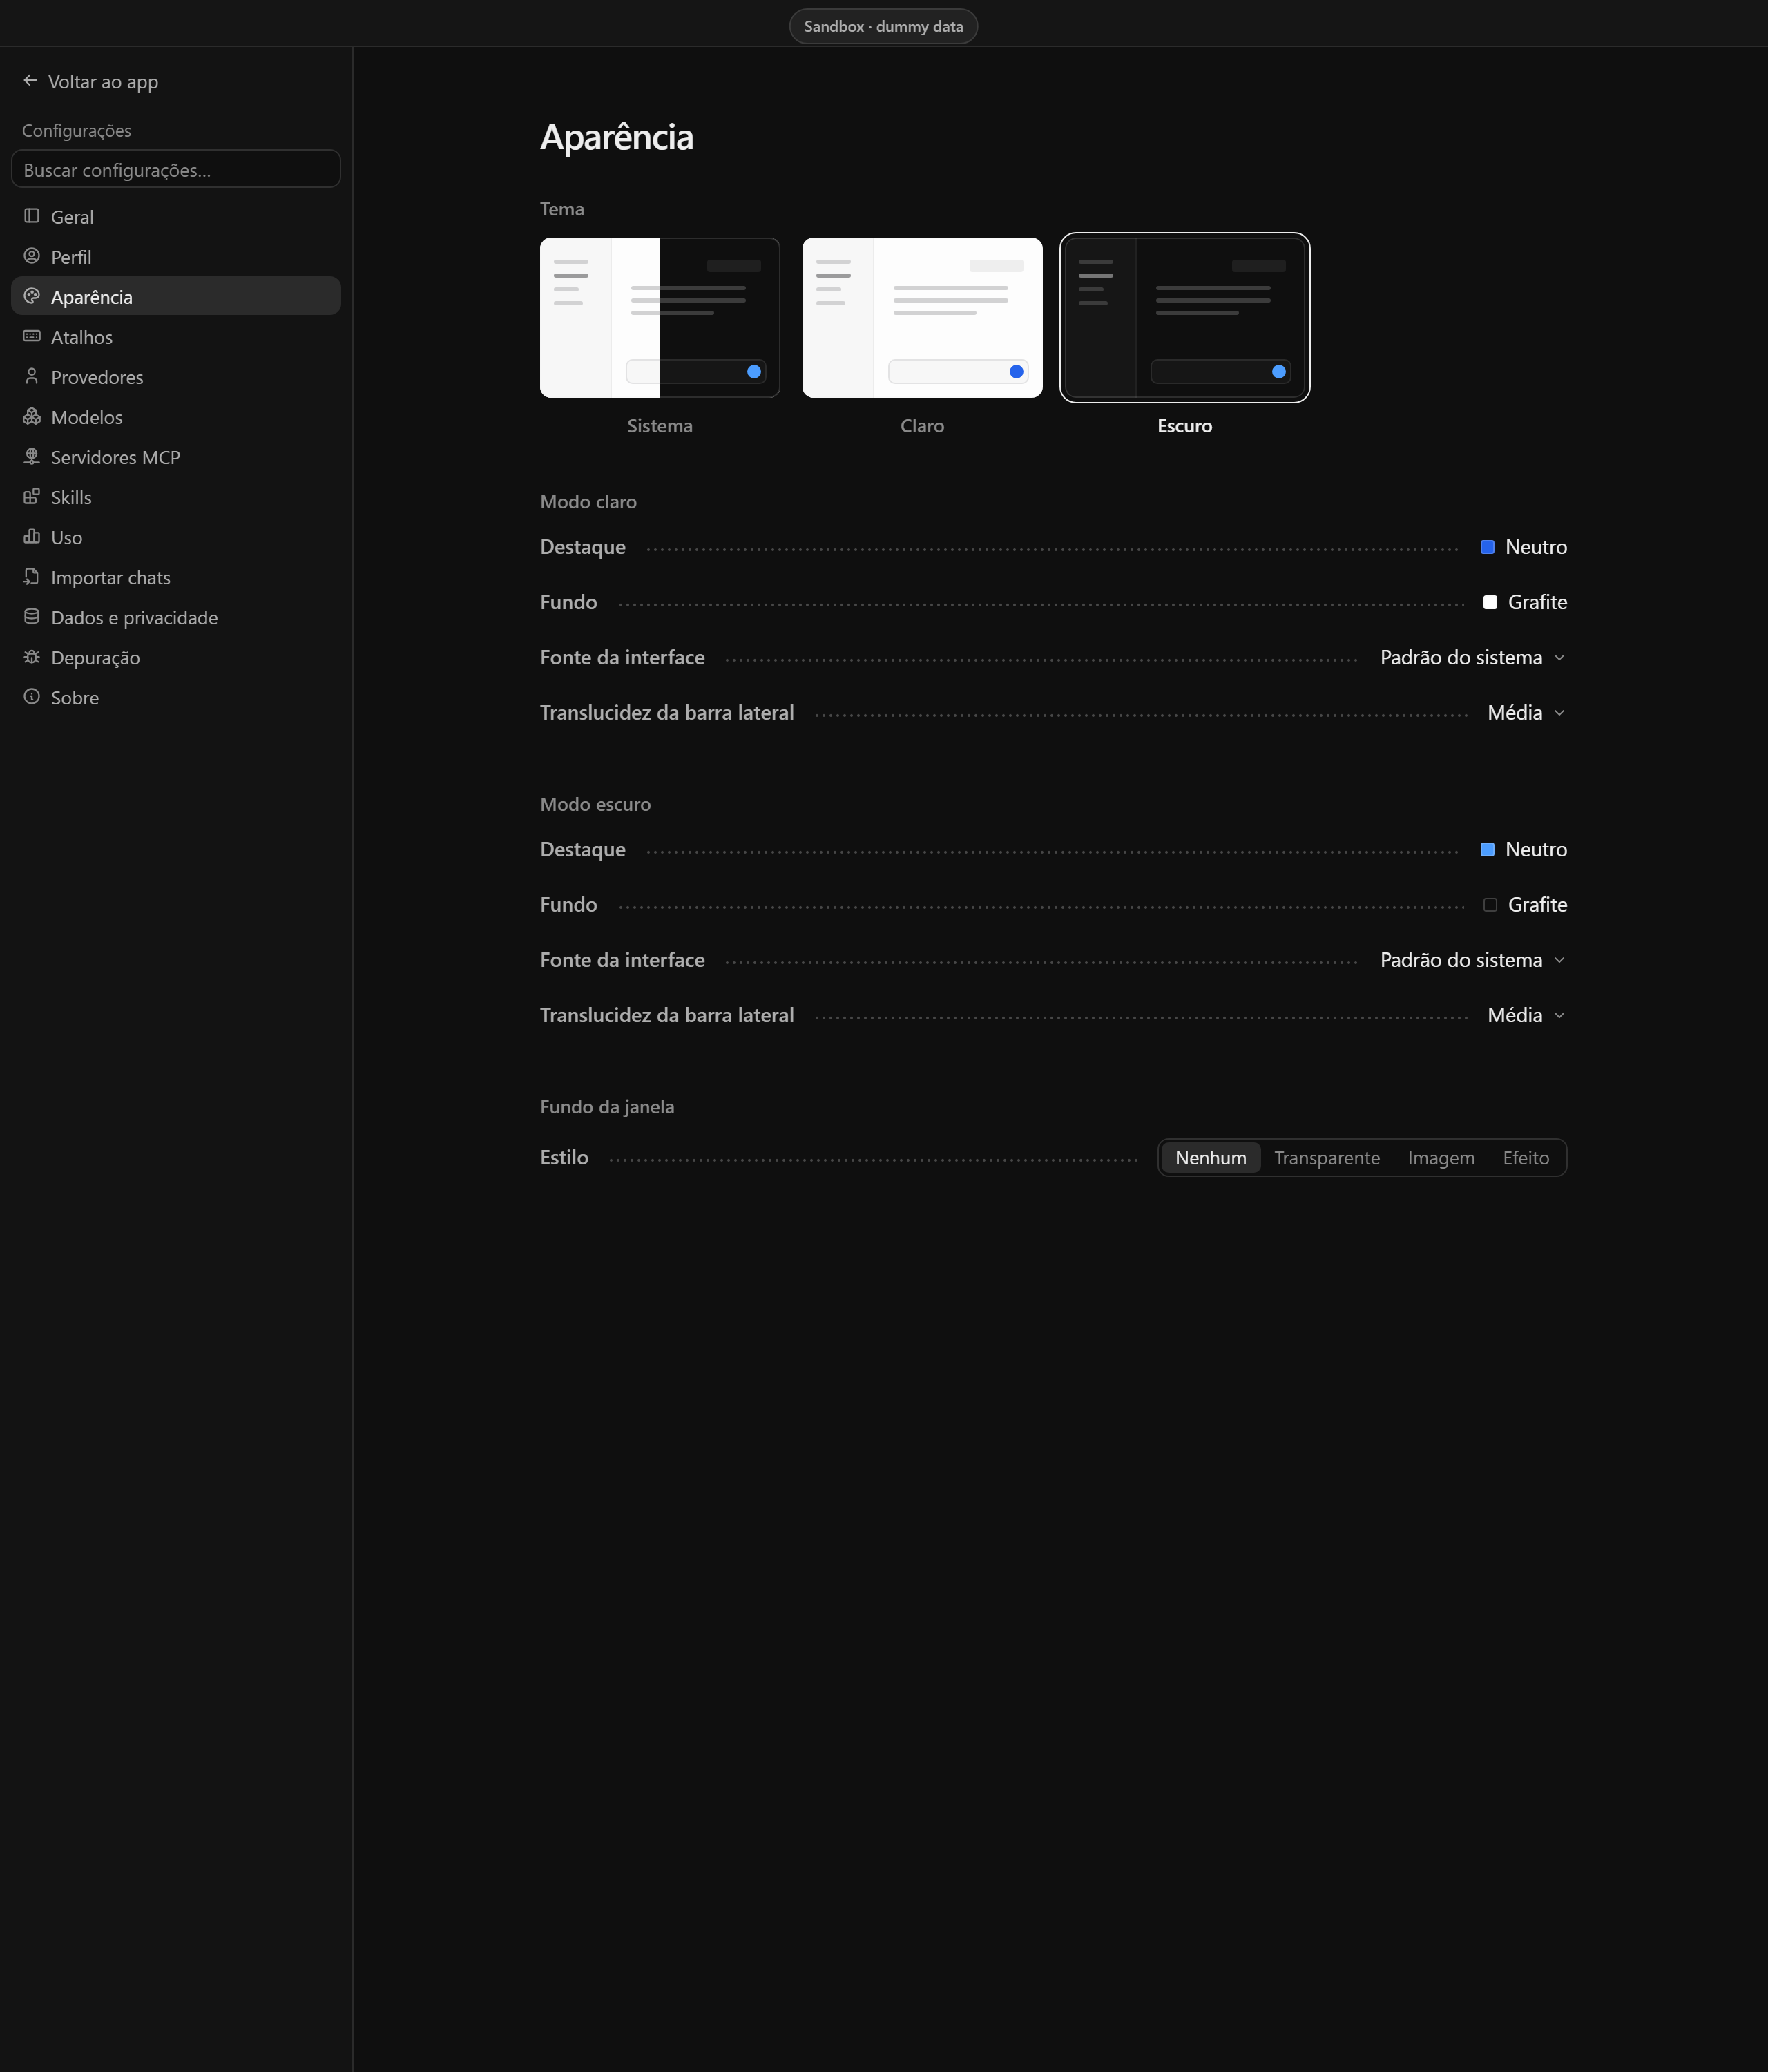 Sandbox · dummy data
Voltar ao app
Configurações
Buscar configurações...
Geral
Perfil
Aparência
Atalhos
Provedores
Modelos
Servidores MCP
Skills
Uso
Importar chats
Dados e privacidade
Depuração
Sobre
Aparência
Tema
Sistema
Claro
Escuro
Modo claro
Destaque Neutro
Fundo Grafite
Fonte da interface Padrão do sistema
Translucidez da barra lateral Média
Modo escuro
Destaque Neutro
Fundo Grafite
Fonte da interface Padrão do sistema
Translucidez da barra lateral Média
Fundo da janela
Estilo Nenhum Transparente Imagem Efeito